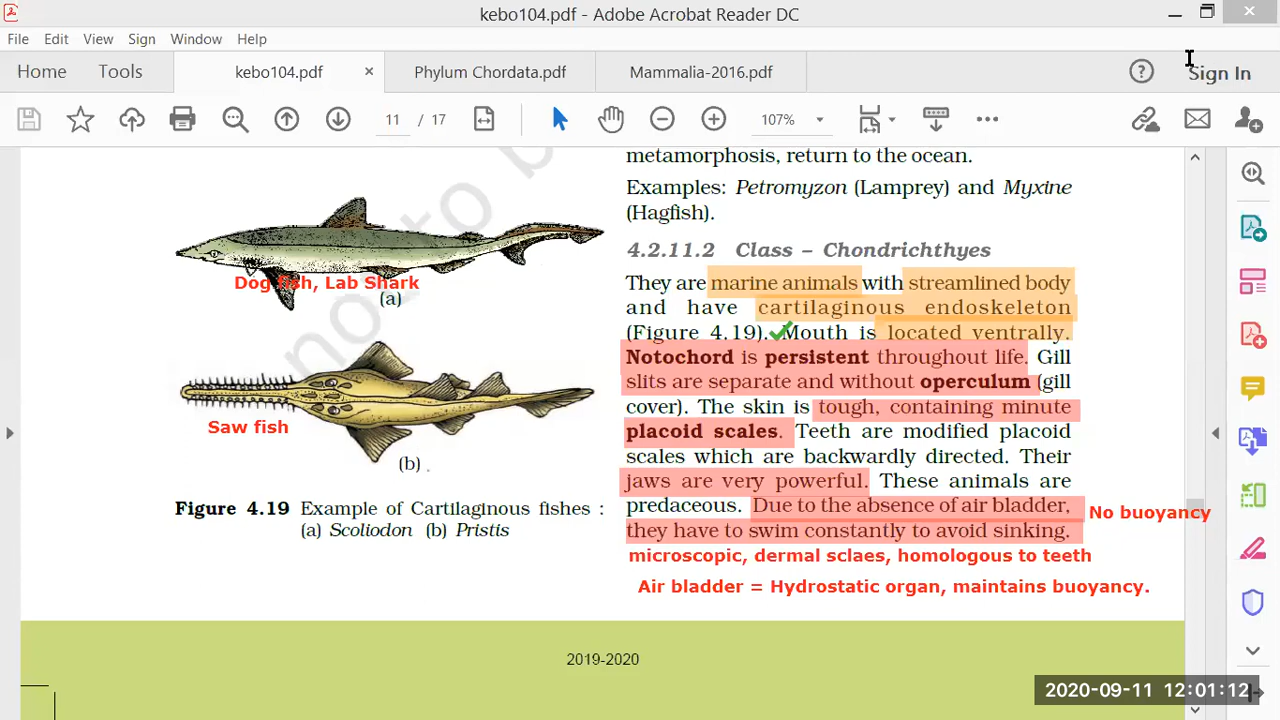 kebo104.pdf - Adobe Acrobat Reader DC
File Edit View Sign Window Help
Home Tools kebo104.pdf × Phylum Chordata.pdf Mammalia-2016.pdf ? Sign In
11 / 17 107%
not to b
metamorphosis, return to the ocean.
Examples: Petromyzon (Lamprey) and Myxine
(Hagfish).
4.2.11.2 Class – Chondrichthyes
They are marine animals with streamlined body
and have cartilaginous endoskeleton
(Figure 4.19). Mouth is located ventrally.
Notochord is persistent throughout life. Gill
slits are separate and without operculum (gill
cover). The skin is tough, containing minute
placoid scales. Teeth are modified placoid
scales which are backwardly directed. Their
jaws are very powerful. These animals are
predaceous. Due to the absence of air bladder,
they have to swim constantly to avoid sinking.
No buoyancy
microscopic, dermal sclaes, homologous to teeth
Air bladder = Hydrostatic organ, maintains buoyancy.
Dog fish, Lab Shark
(a)
Saw fish
(b) .
Figure 4.19 Example of Cartilaginous fishes :
(a) Scoliodon (b) Pristis
2019-2020
2020-09-11 12:01:12